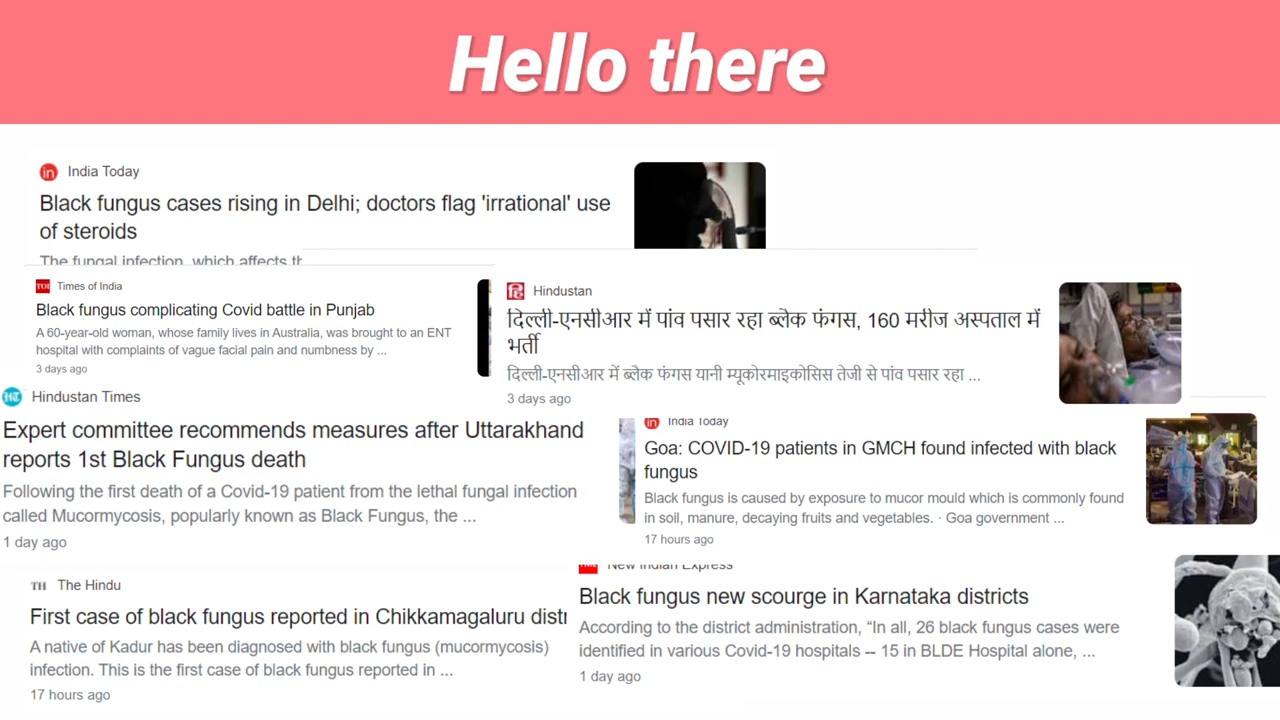 Hello there
India Today
Black fungus cases rising in Delhi; doctors flag 'irrational' use
of steroids
The fungal infection, which affects th
Times of India
Black fungus complicating Covid battle in Punjab
A 60-year-old woman, whose family lives in Australia, was brought to an ENT
hospital with complaints of vague facial pain and numbness by ...
3 days ago
Hindustan
दिल्ली-एनसीआर में पांव पसार रहा ब्लेक फंगस, 160 मरीज अस्पताल में
भर्ती
दिल्ली-एनसीआर में ब्लैक फंगस यानी म्यूकोरमाइकोसिस तेजी से पांव पसार रहा ...
3 days ago
Hindustan Times
Expert committee recommends measures after Uttarakhand
reports 1st Black Fungus death
Following the first death of a Covid-19 patient from the lethal fungal infection
called Mucormycosis, popularly known as Black Fungus, the ...
1 day ago
India Today
Goa: COVID-19 patients in GMCH found infected with black
fungus
Black fungus is caused by exposure to mucor mould which is commonly found
in soil, manure, decaying fruits and vegetables. · Goa government ...
17 hours ago
TH The Hindu
First case of black fungus reported in Chikkamagaluru distr
A native of Kadur has been diagnosed with black fungus (mucormycosis)
infection. This is the first case of black fungus reported in ...
17 hours ago
New Indian Express
Black fungus new scourge in Karnataka districts
According to the district administration, “In all, 26 black fungus cases were
identified in various Covid-19 hospitals -- 15 in BLDE Hospital alone, ...
1 day ago